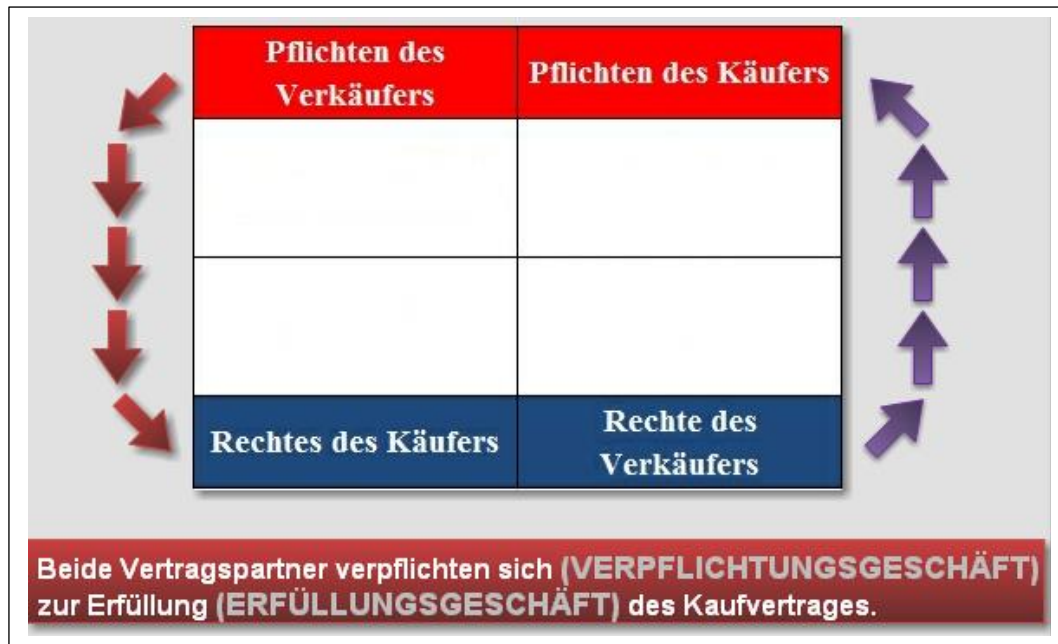 Pflichten des
Verkäufers
Pflichten des Käufers
Rechtes des Käufers
Rechte des
Verkäufers
Beide Vertragspartner verpflichten sich (VERPFLICHTUNGSGESCHÄFT)
zur Erfüllung (ERFÜLLUNGSGESCHÄFT) des Kaufvertrages.